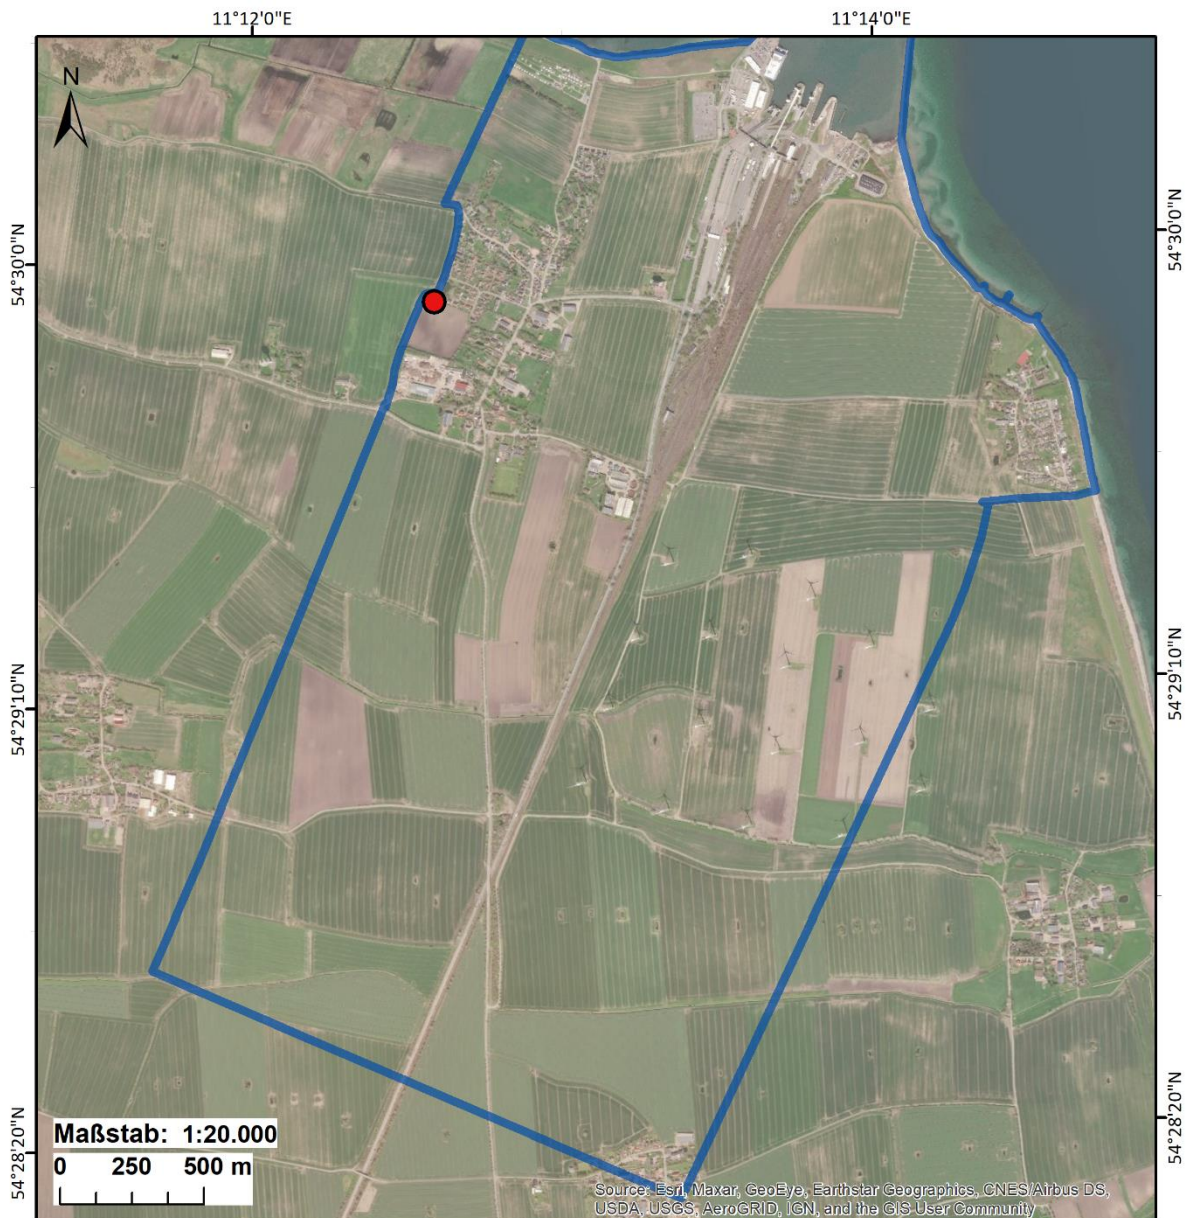 11°12'0"E
11°14'0"E
N
54°30'0"N
54°30'0"N
54°29'10"N
54°29'10"N
54°28'20"N
54°28'20"N
Maßstab: 1:20.000
0 250 500 m
Source: Esri, Maxar, GeoEye, Earthstar Geographics, CNES/Airbus DS,
USDA, USGS, AeroGRID, IGN, and the GIS User Community